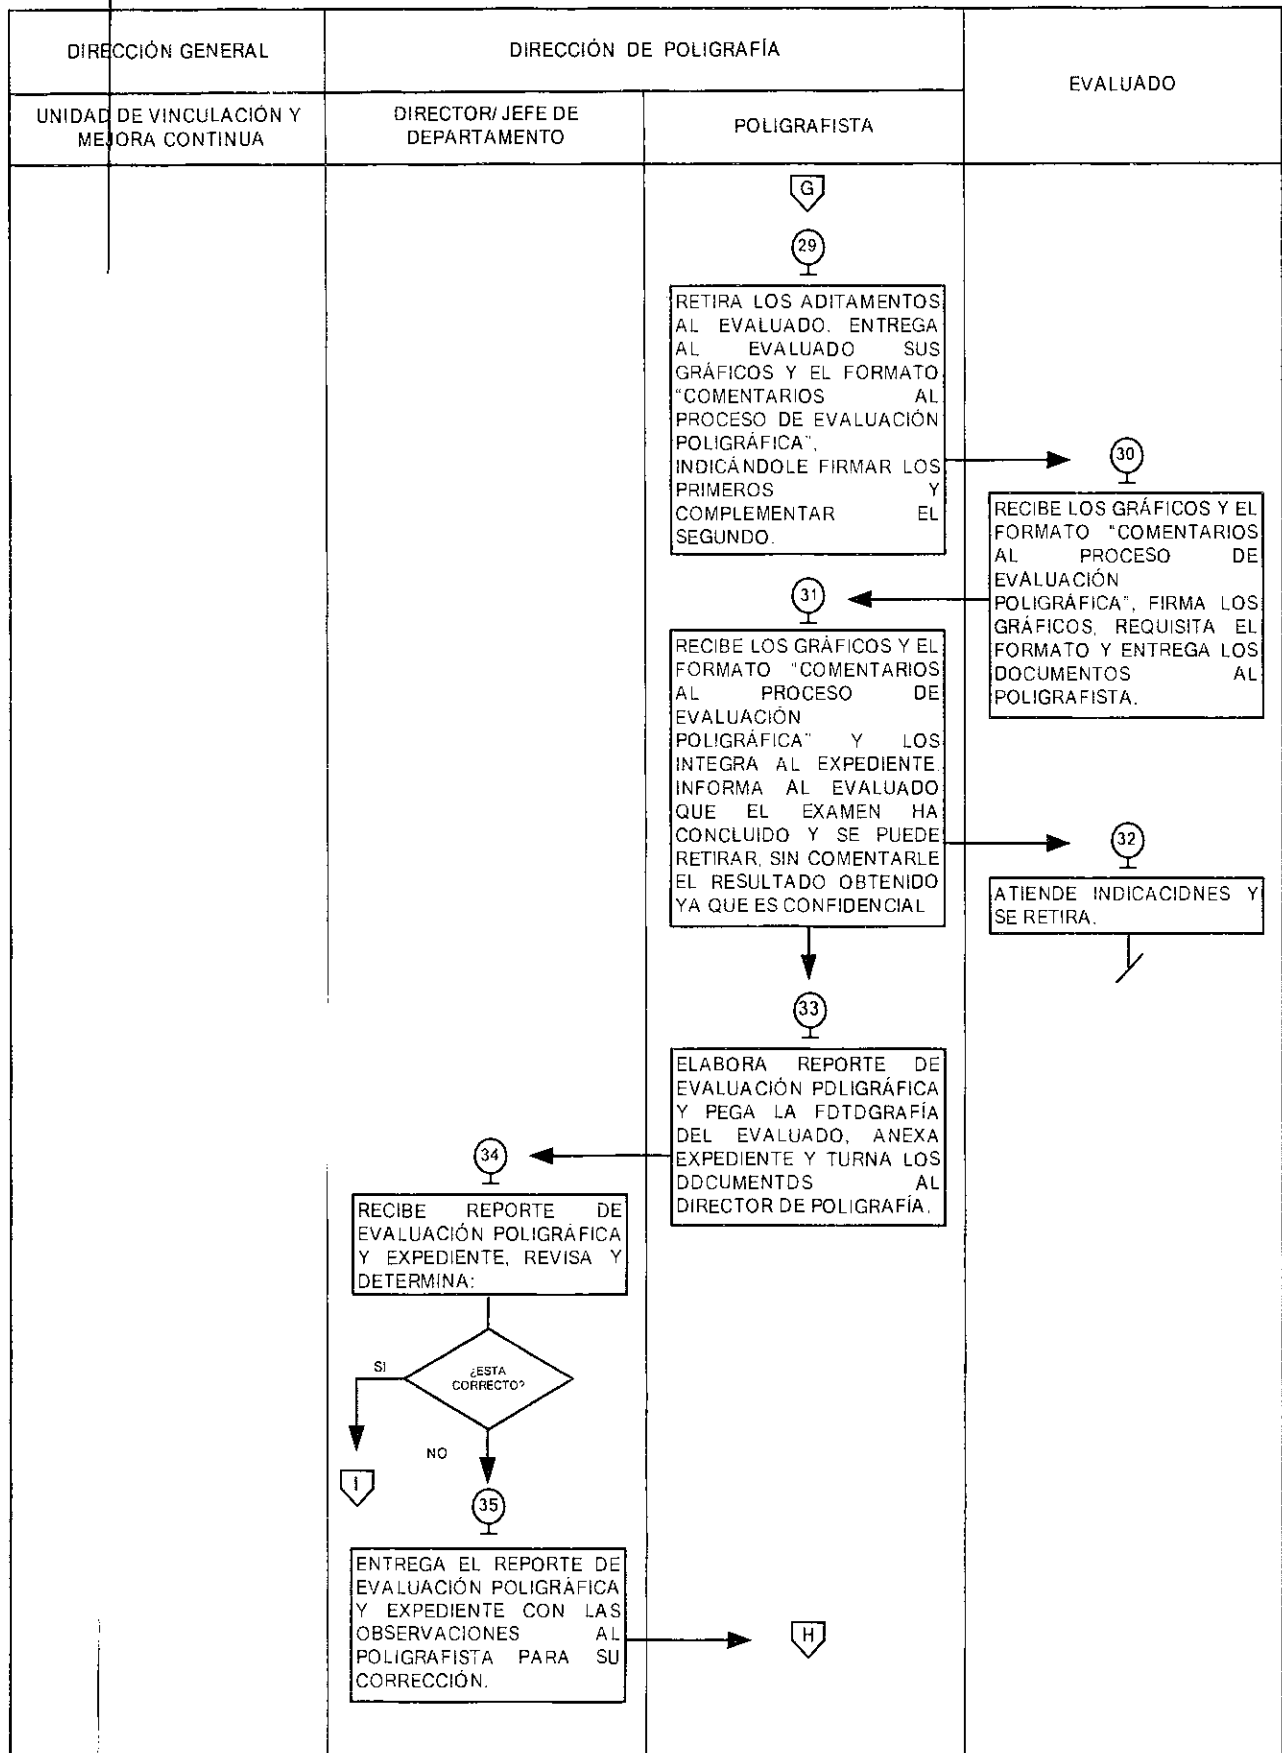 DIRECCIÓN GENERAL
DIRECCIÓN DE POLIGRAFÍA
EVALUADO
UNIDAD DE VINCULACIÓN Y
MEJORA CONTINUA
DIRECTOR/ JEFE DE
DEPARTAMENTO
POLIGRAFISTA
G
29
RETIRA LOS ADITAMENTOS
AL EVALUADO. ENTREGA
AL EVALUADO SUS
GRÁFICOS Y EL FORMATO
"COMENTARIOS AL
PROCESO DE EVALUACIÓN
POLIGRÁFICA",
INDICÁNDOLE FIRMAR LOS
PRIMEROS Y
COMPLEMENTAR EL
SEGUNDO.
30
RECIBE LOS GRÁFICOS Y EL
FORMATO "COMENTARIOS
AL PROCESO DE
EVALUACIÓN
POLIGRÁFICA", FIRMA LOS
GRÁFICOS, REQUISITA EL
FORMATO Y ENTREGA LOS
DOCUMENTOS AL
POLIGRAFISTA.
31
RECIBE LOS GRÁFICOS Y EL
FORMATO "COMENTARIOS
AL PROCESO DE
EVALUACIÓN
POLIGRÁFICA" Y LOS
INTEGRA AL EXPEDIENTE.
INFORMA AL EVALUADO
QUE EL EXAMEN HA
CONCLUIDO Y SE PUEDE
RETIRAR, SIN COMENTARLE
EL RESULTADO OBTENIDO
YA QUE ES CONFIDENCIAL
32
ATIENDE INDICACIDNES Y
SE RETIRA.
33
ELABORA REPORTE DE
EVALUACIÓN PDLIGRÁFICA
Y PEGA LA FDTDGRAFÍA
DEL EVALUADO, ANEXA
EXPEDIENTE Y TURNA LOS
DDCUMENTDS AL
DIRECTOR DE POLIGRAFÍA.
34
RECIBE REPORTE DE
EVALUACIÓN POLIGRÁFICA
Y EXPEDIENTE, REVISA Y
DETERMINA:
¿ESTA
CORRECTO?
SI
NO
I
35
ENTREGA EL REPORTE DE
EVALUACIÓN POLIGRÁFICA
Y EXPEDIENTE CON LAS
OBSERVACIONES AL
POLIGRAFISTA PARA SU
CORRECCIÓN.
H